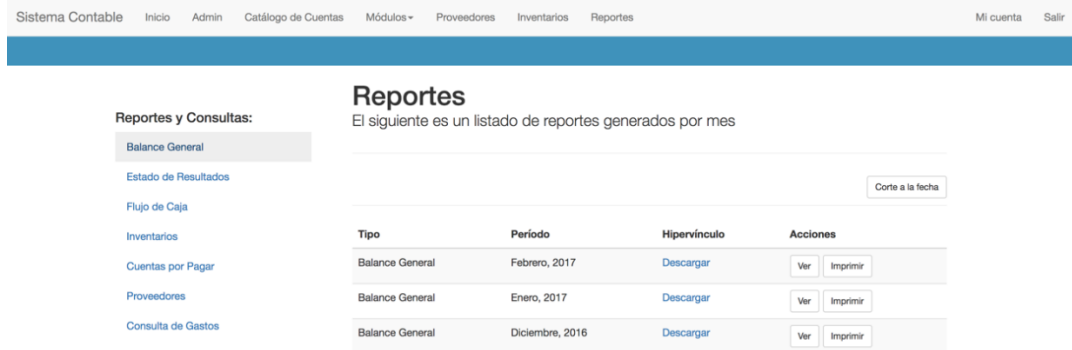 Sistema Contable Inicio Admin Catálogo de Cuentas Módulos Proveedores Inventarios Reportes Mi cuenta Salir
Reportes y Consultas:
Balance General
Estado de Resultados
Flujo de Caja
Inventarios
Cuentas por Pagar
Proveedores
Consulta de Gastos
Reportes
El siguiente es un listado de reportes generados por mes
Corte a la fecha
Tipo Período Hipervínculo Acciones
Balance General Febrero, 2017 Descargar Ver Imprimir
Balance General Enero, 2017 Descargar Ver Imprimir
Balance General Diciembre, 2016 Descargar Ver Imprimir